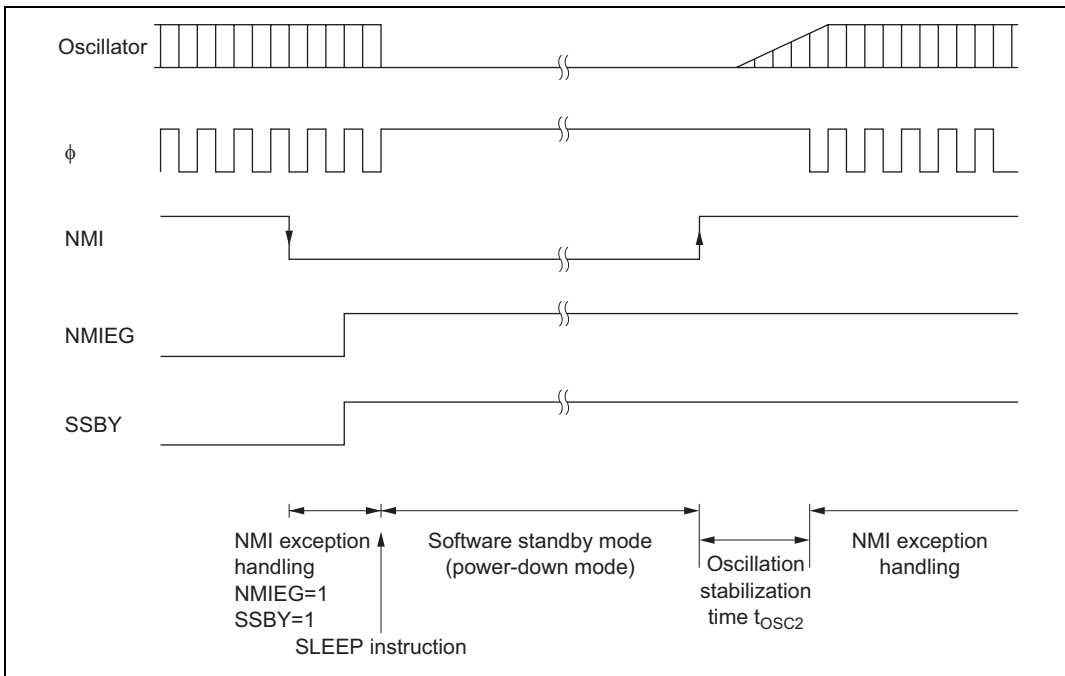 Oscillator
ϕ
NMI
NMIEG
SSBY
NMI exception
handling
NMIEG=1
SSBY=1
SLEEP instruction
Software standby mode
(power-down mode)
Oscillation
stabilization
time tOSC2
NMI exception
handling